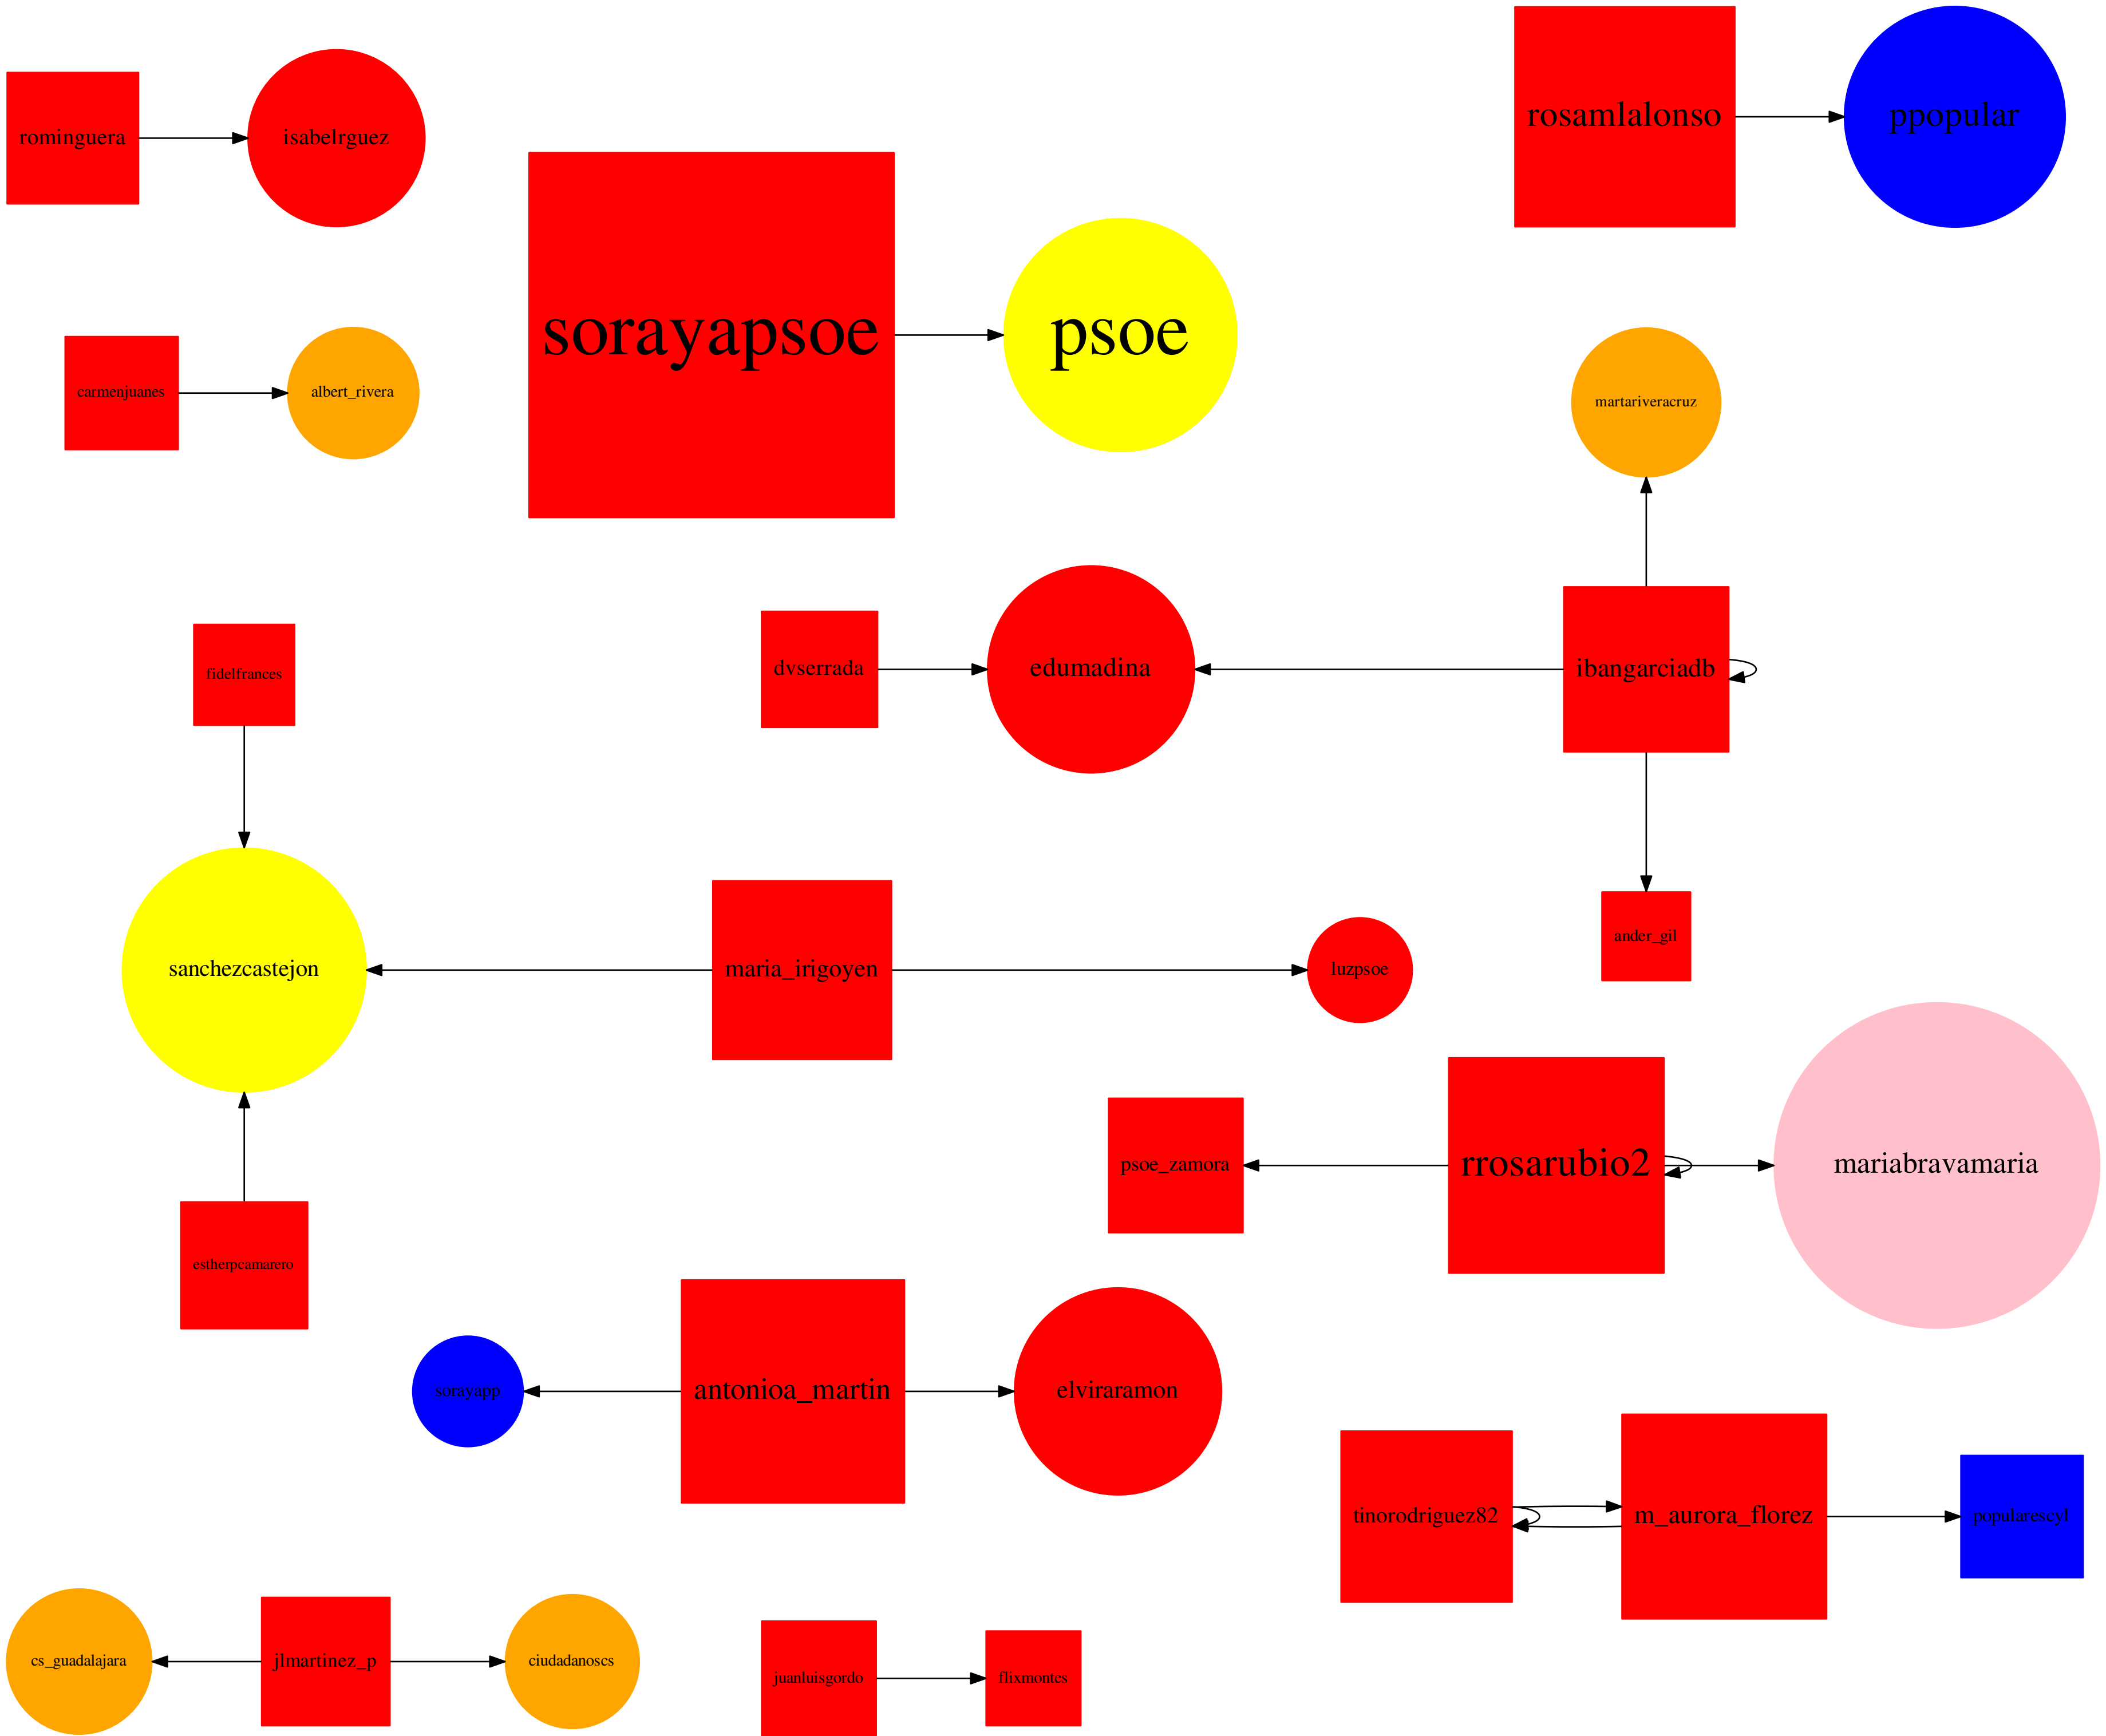 rominguera
isabelrguez
rosamlalonso
ppopular
sorayapsoe
psoe
carmenjuanes
albert_rivera
martariveracruz
fidelfrances
dvserrada
edumadina
ibangarciadb
ander_gil
sanchezcastejon
maria_irigoyen
luzpsoe
psoe_zamora
rrosarubio2
mariabravamaria
estherpcamarero
sorayapp
antonioa_martin
elviraramon
tinorodriguez82
m_aurora_florez
popularescyl
cs_guadalajara
jlmartinez_p
ciudadanoscs
juanluisgordo
flixmontes